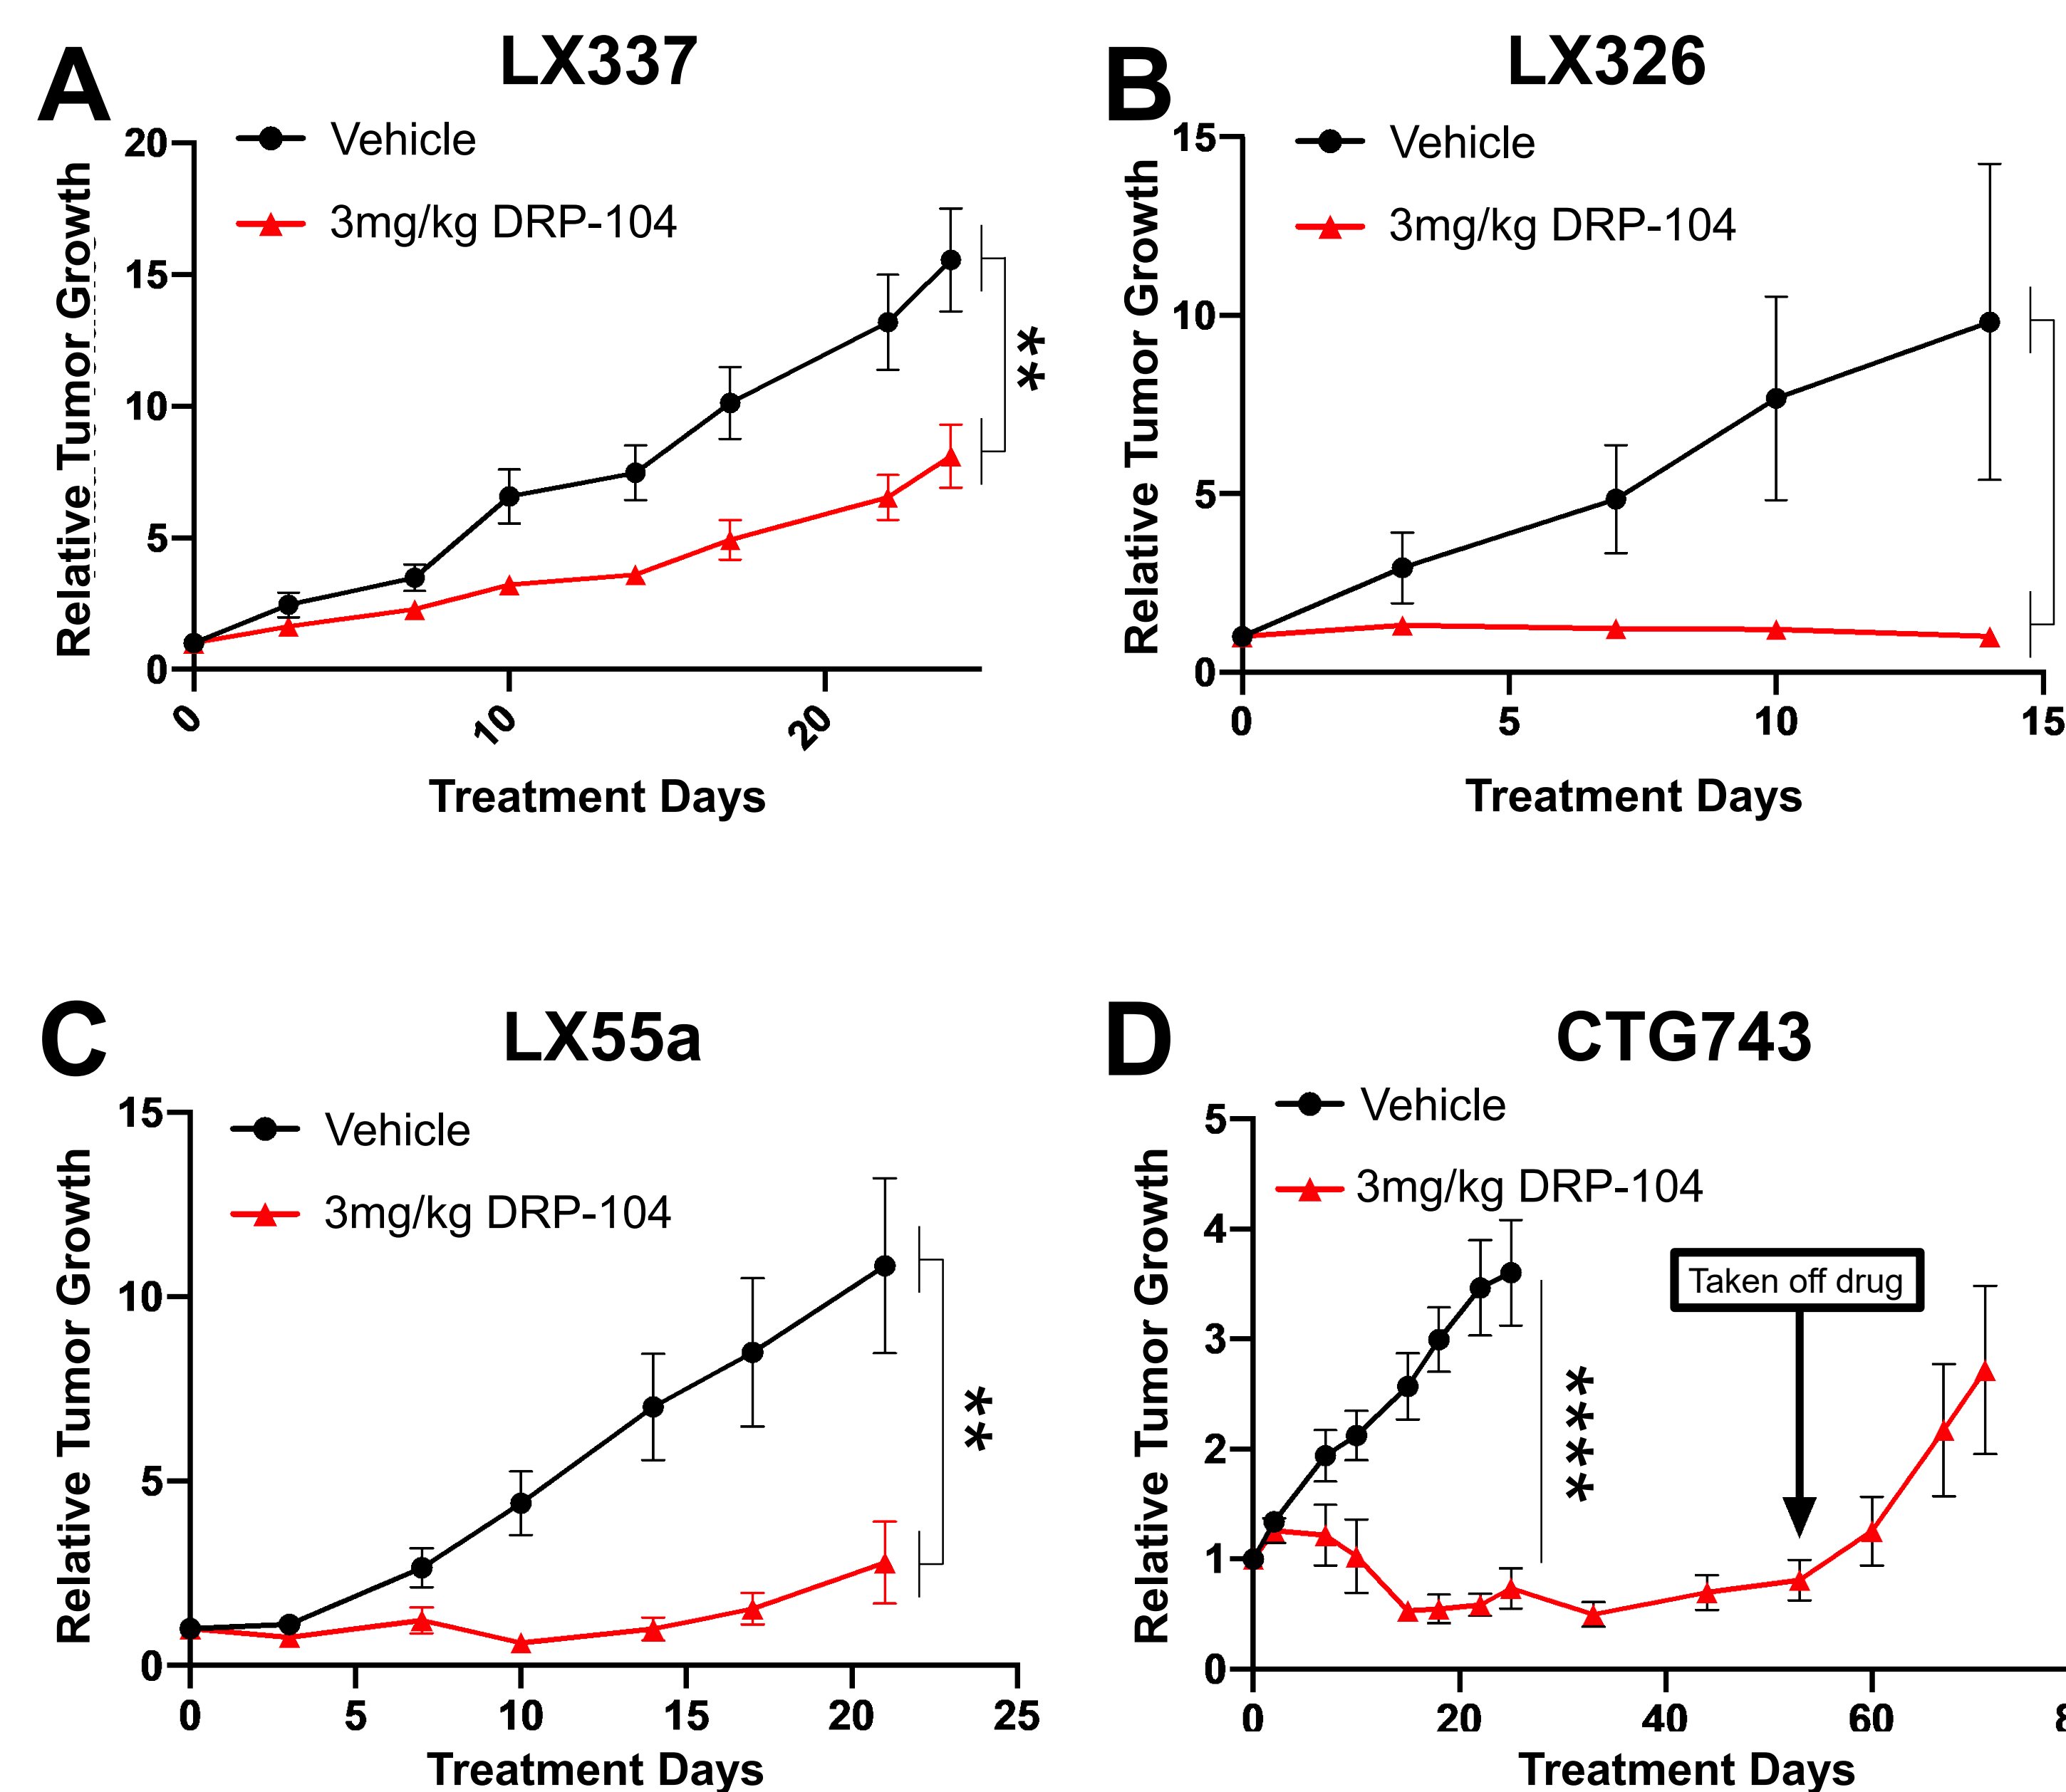 A
LX337
Vehicle
3mg/kg DRP-104
Relative Tumor Growth
20
15
10
5
0
**
0
10
20
Treatment Days
B
LX326
Vehicle
3mg/kg DRP-104
Relative Tumor Growth
15
10
5
0
0
5
10
15
Treatment Days
C
LX55a
Vehicle
3mg/kg DRP-104
Relative Tumor Growth
15
10
5
0
**
0
5
10
15
20
25
Treatment Days
D
CTG743
Vehicle
3mg/kg DRP-104
Relative Tumor Growth
5
4
3
2
1
0
Taken off drug
****
0
20
40
60
Treatment Days